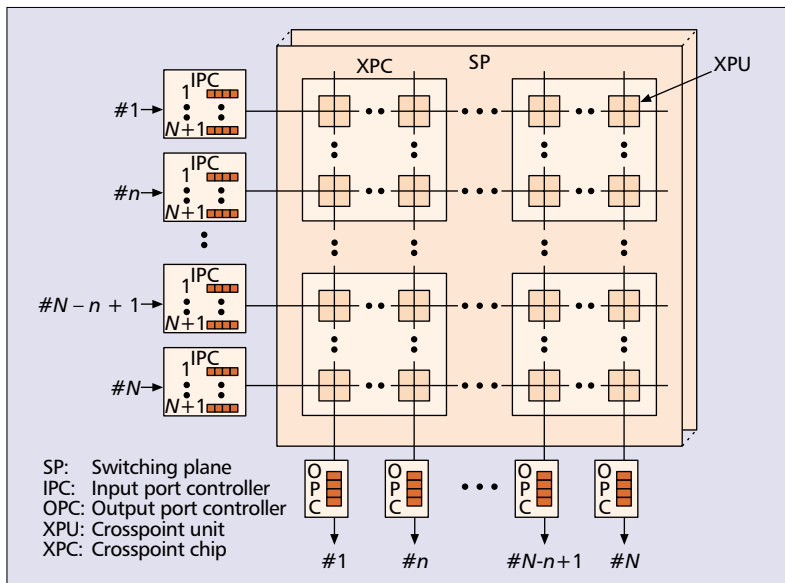 XPC SP XPU
IPC
1
#1
N+1
IPC
1
#n
N+1
IPC
1
#N – n + 1
N+1
IPC
1
#N
N+1
SP: Switching plane
IPC: Input port controller
OPC: Output port controller
XPU: Crosspoint unit
XPC: Crosspoint chip
OPC OPC OPC OPC
#1 #n #N-n+1 #N